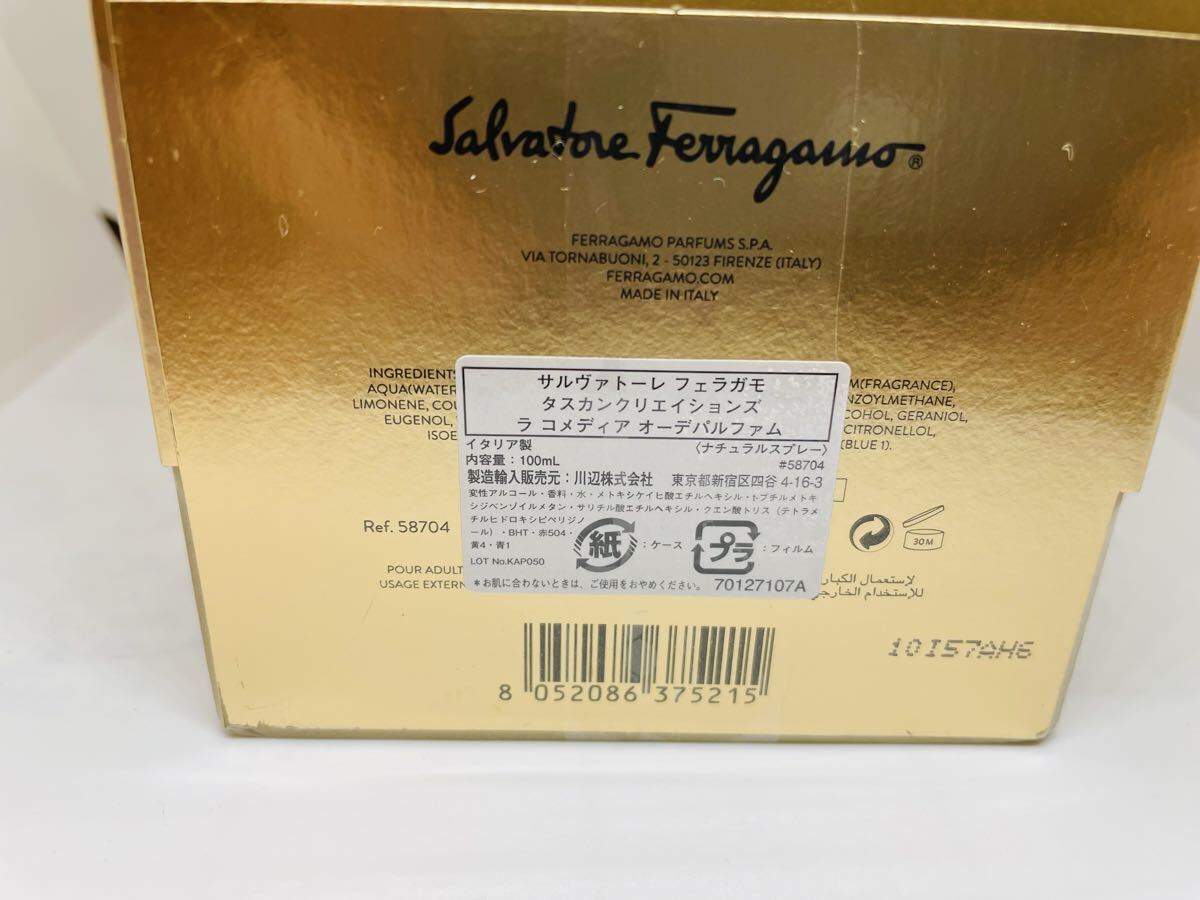 Salvatore Ferragamo®
FERRAGAMO PARFUMS S.P.A.
VIA TORNABUONI, 2 - 50123 FIRENZE (ITALY)
FERRAGAMO.COM
MADE IN ITALY
INGREDIENTS
AQUA(WATER
LIMONENE,
EUGENOL,
(FRAGRANCE),
GERANIOL,
CITRONELLOL,
(BLUE 1).
サルヴァトーレ フェラガモ
タスカンクリエイションズ
ラ コメディア オーデパルファム
イタリア製 〈ナチュラルスプレー〉
内容量:100mL #58704
製造輸入販売元:川辺株式会社 東京都新宿区四谷 4-16-3
変性アルコール・香料・水・メトキシケイヒ酸エチルヘキシル・t-ブチルメトキ
シジベンゾイルメタン・サリチル酸エチルヘキシル・クエン酸トリス(テトラメ
チルヒドロキシピペリジノ
ール)・BHT・赤504・
黄4・青1
紙:ケース プラ:フィルム
LOT No.KAP050
*お肌に合わないときは、ご使用をおやめください。 70127107A
Ref. 58704
30M
POUR
USAGE
لإستعمال الكبار
للإستخدام
10I57AH6
8 052086 375215